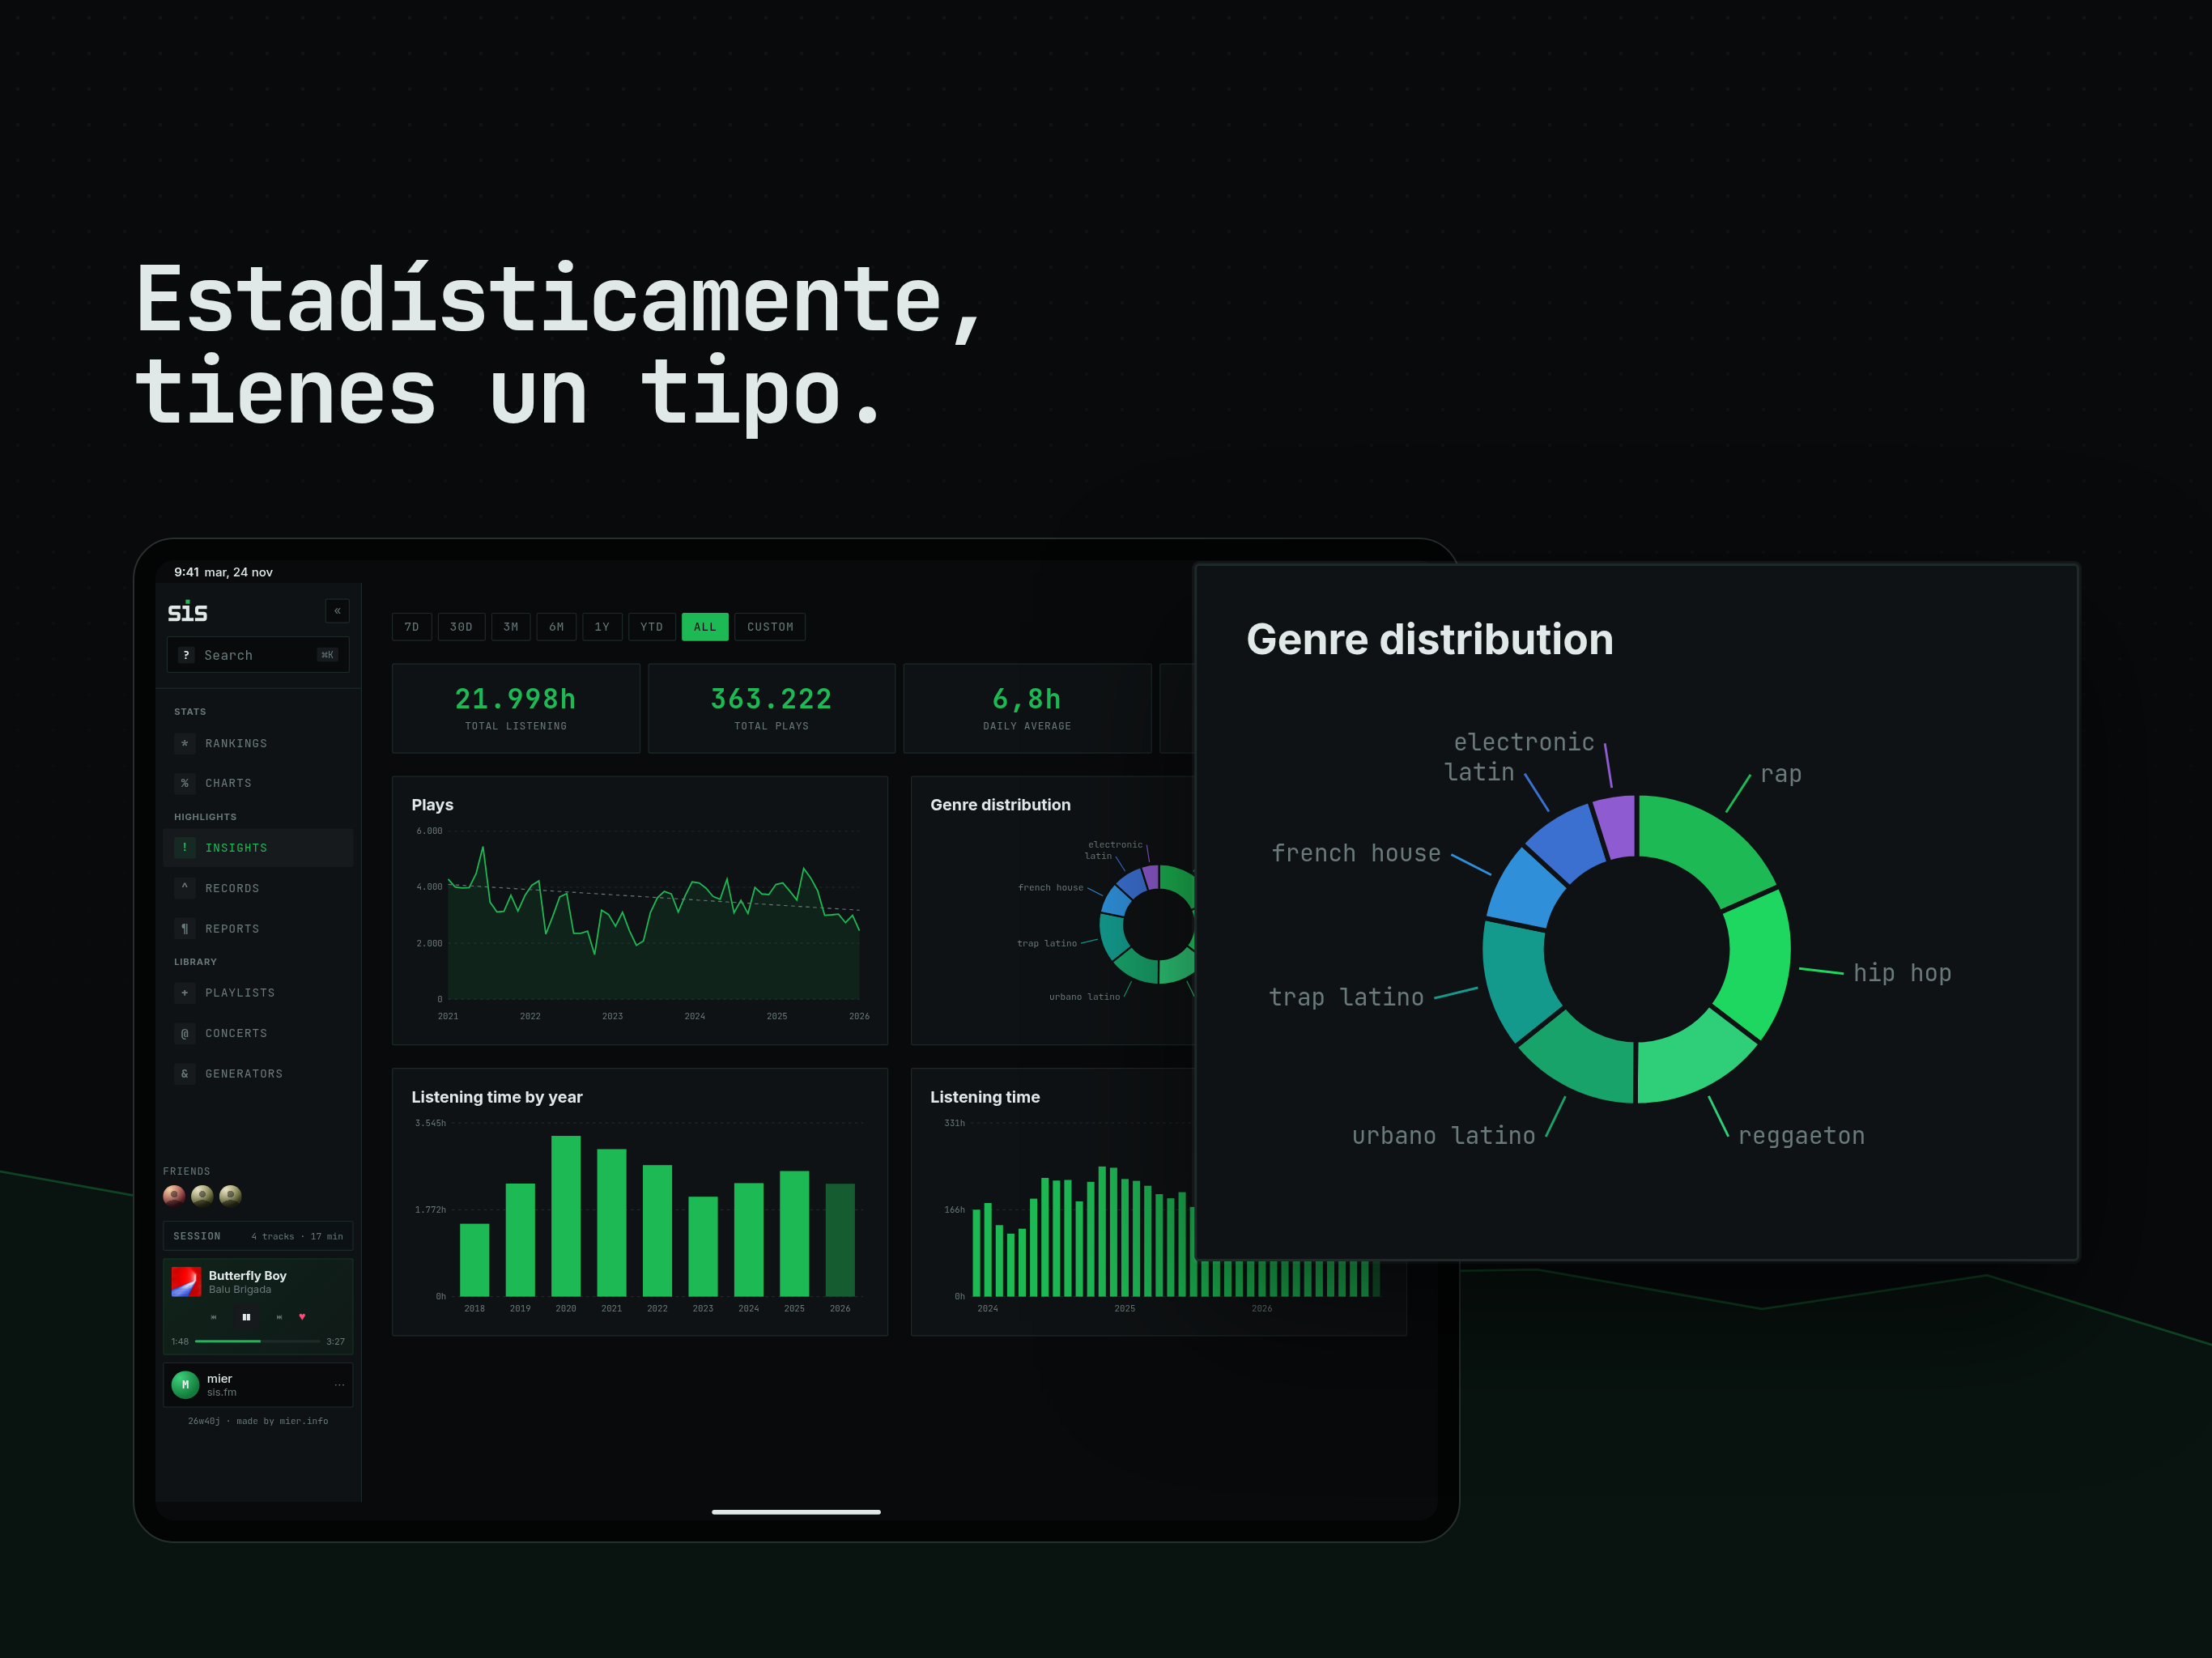 Estadísticamente,
tienes un tipo.
9:41 mar, 24 nov
sis
«
? Search ⌘K
STATS
* RANKINGS
% CHARTS
HIGHLIGHTS
! INSIGHTS
^ RECORDS
¶ REPORTS
LIBRARY
+ PLAYLISTS
@ CONCERTS
& GENERATORS
FRIENDS
SESSION 4 tracks · 17 min
Butterfly Boy
Balu Brigada
1:48 3:27
M mier
sis.fm
26w40j · made by mier.info
7D 30D 3M 6M 1Y YTD ALL CUSTOM
21.998h
TOTAL LISTENING
363.222
TOTAL PLAYS
6,8h
DAILY AVERAGE
Plays
6.000
4.000
2.000
0
2021 2022 2023 2024 2025 2026
Genre distribution
electronic
latin
french house
trap latino
urbano latino
Listening time by year
3.545h
1.772h
0h
2018 2019 2020 2021 2022 2023 2024 2025 2026
Listening time
331h
166h
0h
2024 2025 2026
Genre distribution
electronic
latin
rap
french house
hip hop
trap latino
urbano latino
reggaeton